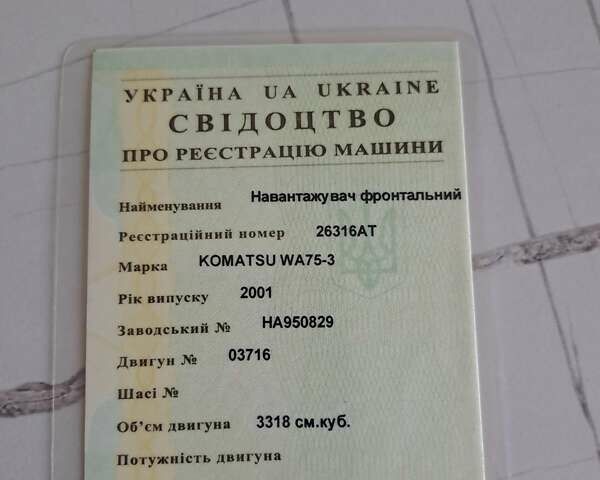 УКРАЇНА UA UKRAINE
СВІДОЦТВО
ПРО РЕЄСТРАЦІЮ МАШИНИ
Найменування Навантажувач фронтальний
Реєстраційний номер 26316АТ
Марка KOMATSU WA75-3
Рік випуску 2001
Заводський № HA950829
Двигун № 03716
Шасі №
Об'єм двигуна 3318 см.куб.
Потужність двигуна